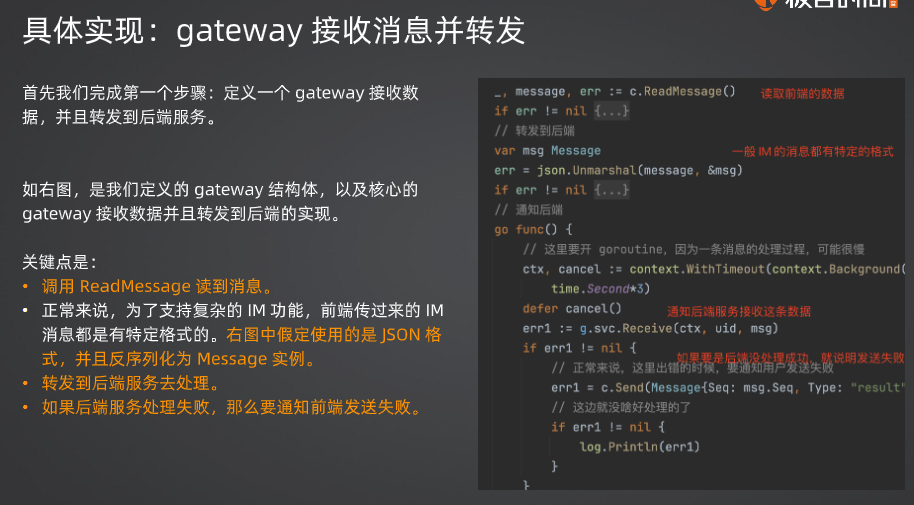 具体实现：gateway 接收消息并转发
首先我们完成第一个步骤：定义一个 gateway 接收数
据，并且转发到后端服务。
如右图，是我们定义的 gateway 结构体，以及核心的
gateway 接收数据并且转发到后端的实现。
关键点是：
• 调用 ReadMessage 读到消息。
• 正常来说，为了支持复杂的 IM 功能，前端传过来的 IM
消息都是有特定格式的。右图中假定使用的是 JSON 格
式，并且反序列化为 Message 实例。
• 转发到后端服务去处理。
• 如果后端服务处理失败，那么要通知前端发送失败。
_, message, err := c.ReadMessage() 读取前端的数据
if err != nil {...}
// 转发到后端
var msg Message 一般 IM 的消息都有特定的格式
err = json.Unmarshal(message, &msg)
if err != nil {...}
// 通知后端
go func() {
// 这里要开 goroutine，因为一条消息的处理过程，可能很慢
ctx, cancel := context.WithTimeout(context.Background(
time.Second*3)
defer cancel() 通知后端服务接收这条数据
err1 := g.svc.Receive(ctx, uid, msg)
if err1 != nil {
如果要是后端没处理成功，就说明发送失败
// 正常来说，这里出错的时候，要通知用户发送失败
err1 = c.Send(Message{Seq: msg.Seq, Type: "result"
// 这边就没啥好处理的了
if err1 != nil {
log.Println(err1)
}
}